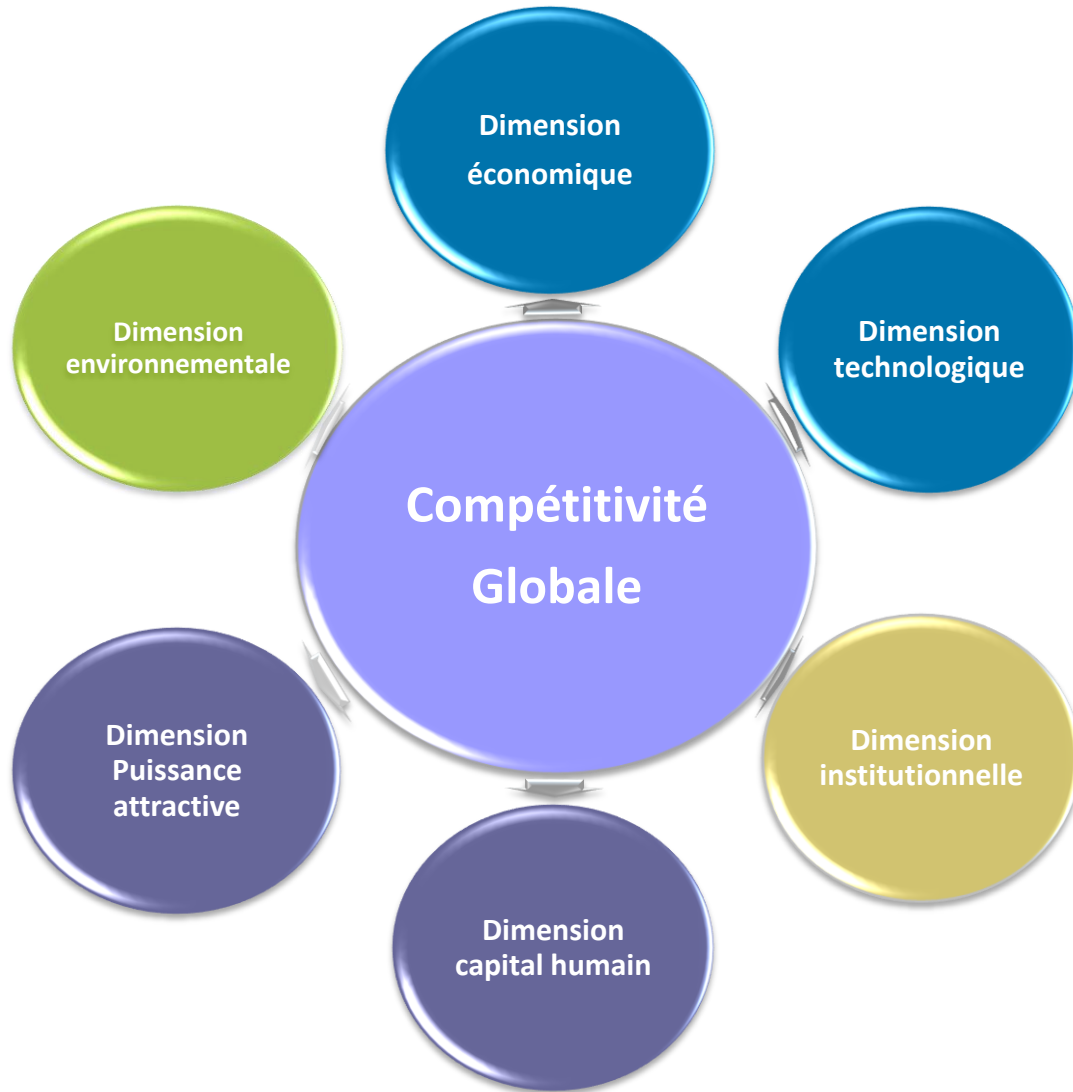 Dimension
économique
Dimension
environnementale
Dimension
technologique
Compétitivité
Globale
Dimension
Puissance
attractive
Dimension
institutionnelle
Dimension
capital humain